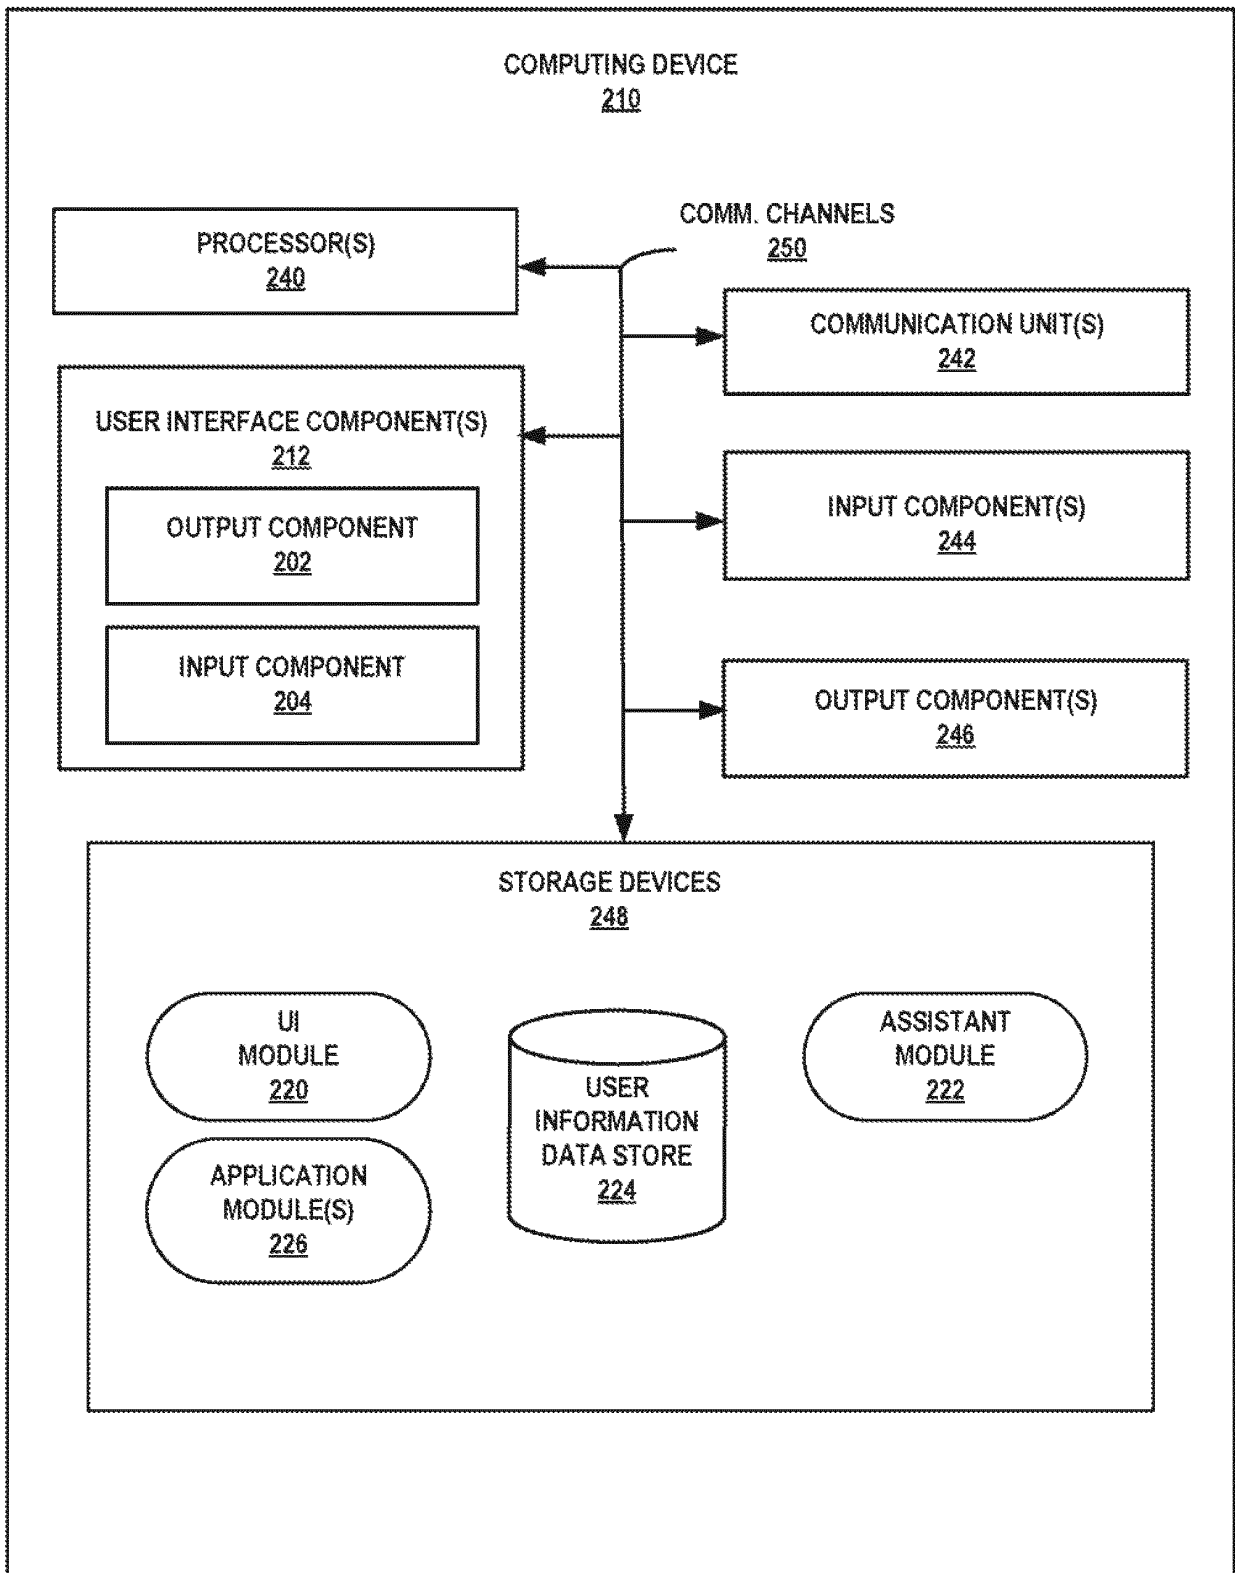 COMPUTING DEVICE
210
PROCESSOR(S)
240
COMM. CHANNELS
250
COMMUNICATION UNIT(S)
242
USER INTERFACE COMPONENT(S)
212
OUTPUT COMPONENT
202
INPUT COMPONENT
204
INPUT COMPONENT(S)
244
OUTPUT COMPONENT(S)
246
STORAGE DEVICES
248
UI
MODULE
220
APPLICATION
MODULE(S)
226
USER
INFORMATION
DATA STORE
224
ASSISTANT
MODULE
222